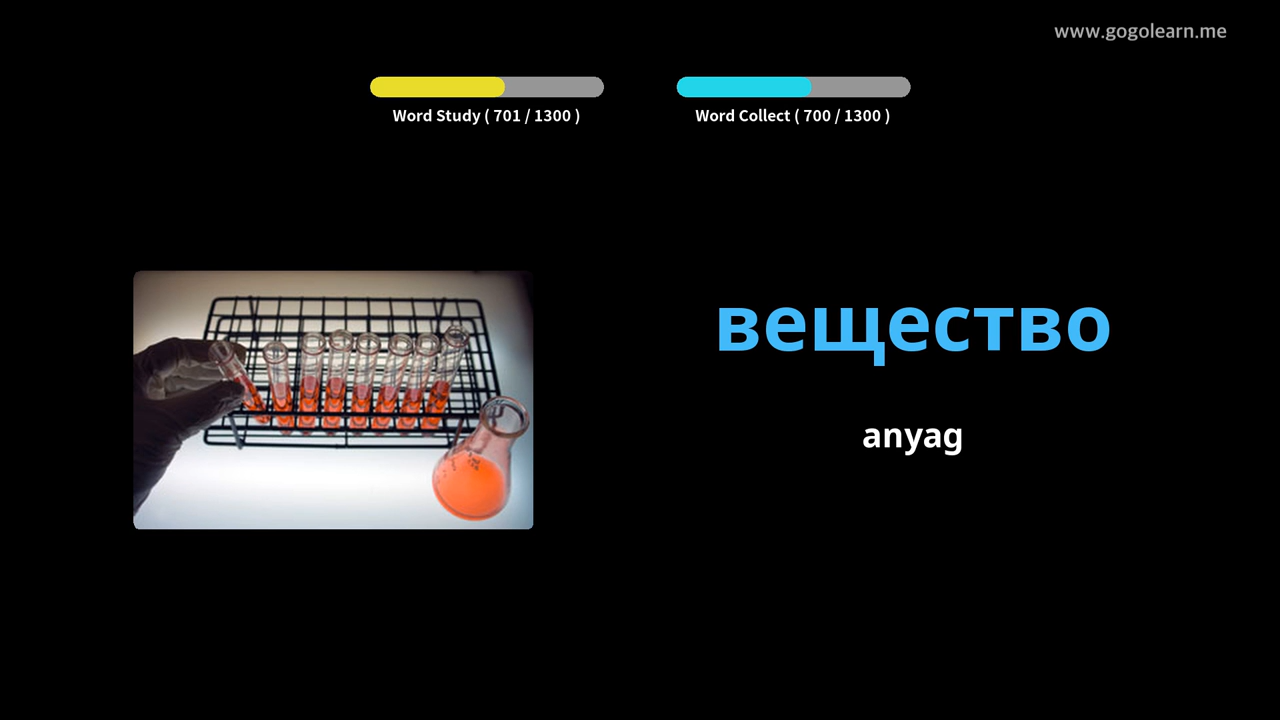 www.gogolearn.me
Word Study ( 701 / 1300 )
Word Collect ( 700 / 1300 )
вещество
anyag